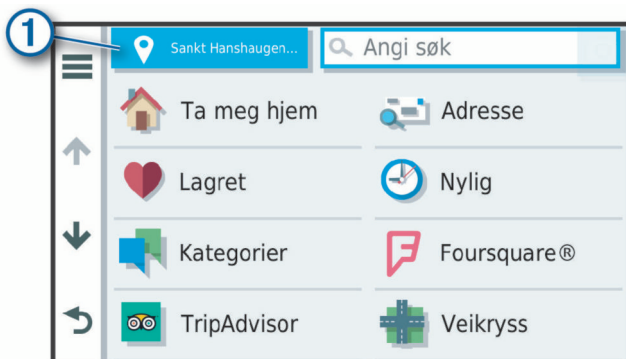 1
Sankt Hanshaugen...
Angi søk
Ta meg hjem
Adresse
Lagret
Nylig
Kategorier
Foursquare®
TripAdvisor
Veikryss